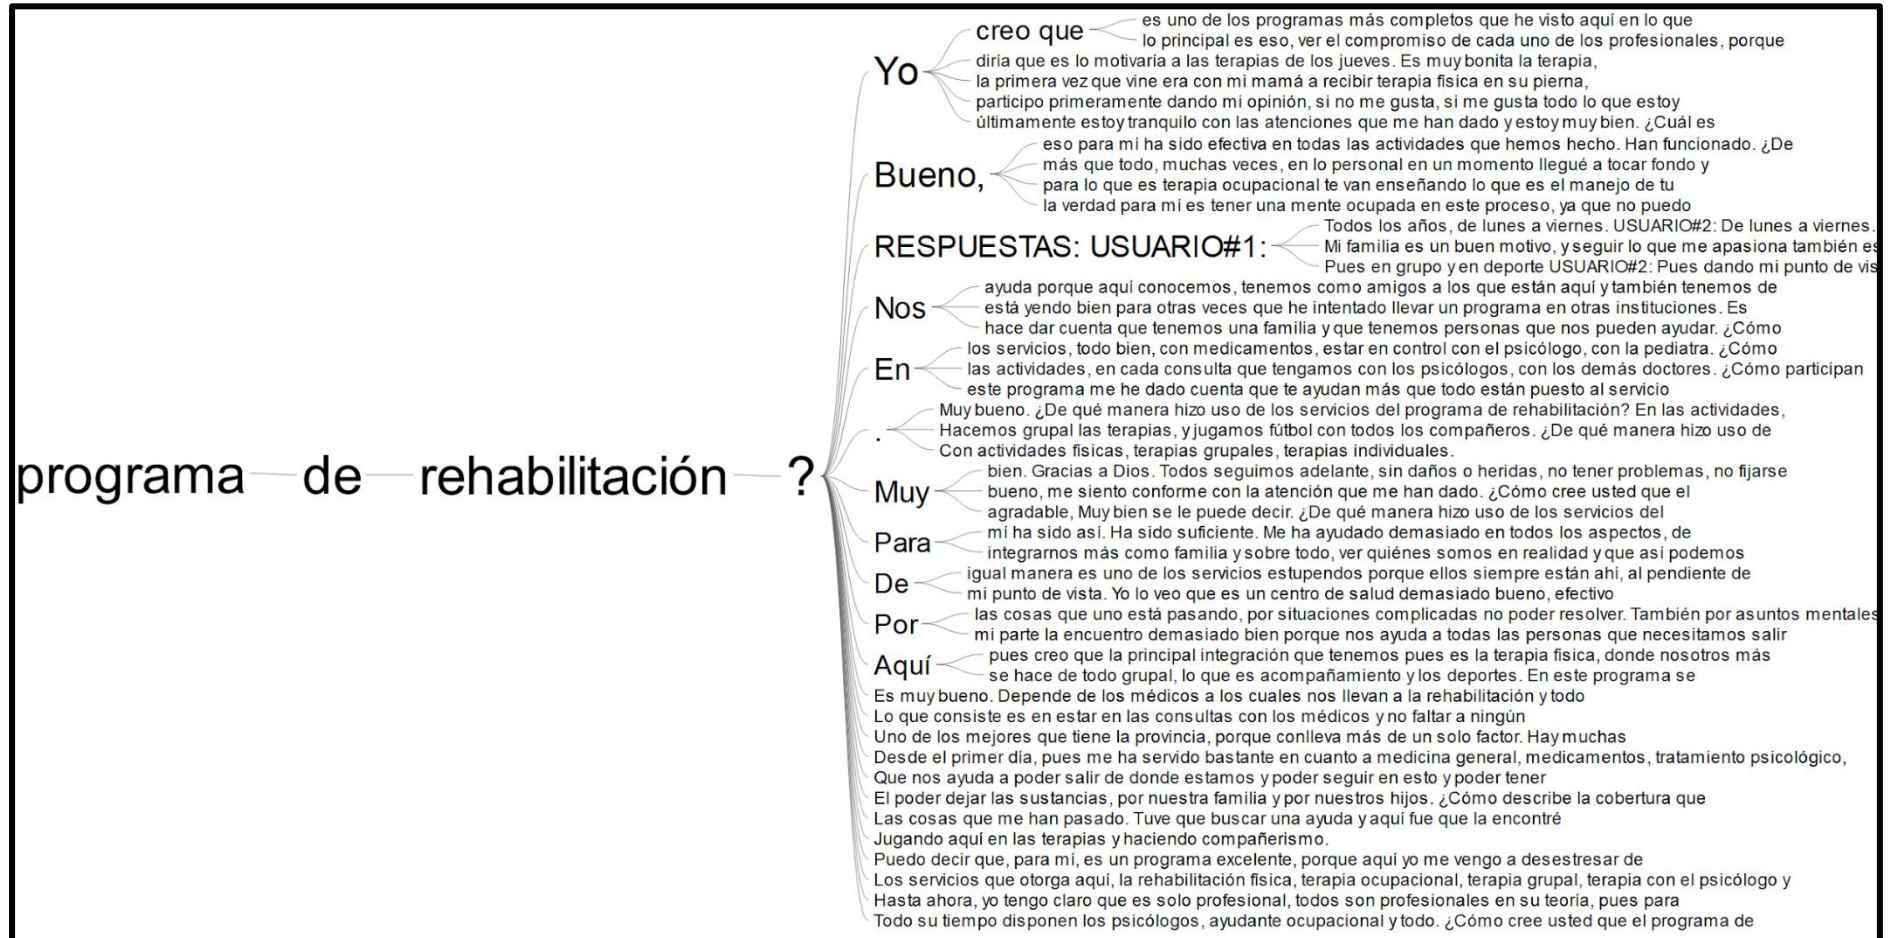 programa de rehabilitación ?
Yo
creo que
es uno de los programas más completos que he visto aquí en lo que
lo principal es eso, ver el compromiso de cada uno de los profesionales, porque
diría que es lo motivaría a las terapias de los jueves. Es muy bonita la terapia,
la primera vez que vine era con mi mamá a recibir terapia física en su pierna,
participo primeramente dando mi opinión, si no me gusta, si me gusta todo lo que estoy
últimamente estoy tranquilo con las atenciones que me han dado y estoy muy bien. ¿Cuál es
Bueno,
eso para mí ha sido efectiva en todas las actividades que hemos hecho. Han funcionado. ¿De
más que todo, muchas veces, en lo personal en un momento llegué a tocar fondo y
para lo que es terapia ocupacional te van enseñando lo que es el manejo de tu
la verdad para mí es tener una mente ocupada en este proceso, ya que no puedo
RESPUESTAS: USUARIO#1:
Todos los años, de lunes a viernes. USUARIO#2: De lunes a viernes.
Mi familia es un buen motivo, y seguir lo que me apasiona también es
Pues en grupo y en deporte USUARIO#2: Pues dando mi punto de vis
Nos
ayuda porque aquí conocemos, tenemos como amigos a los que están aquí y también tenemos de
está yendo bien para otras veces que he intentado llevar un programa en otras instituciones. Es
hace dar cuenta que tenemos una familia y que tenemos personas que nos pueden ayudar. ¿Cómo
En
los servicios, todo bien, con medicamentos, estar en control con el psicólogo, con la pediatra. ¿Cómo
las actividades, en cada consulta que tengamos con los psicólogos, con los demás doctores. ¿Cómo participan
este programa me he dado cuenta que te ayudan más que todo están puesto al servicio
.
Muy bueno. ¿De qué manera hizo uso de los servicios del programa de rehabilitación? En las actividades,
Hacemos grupal las terapias, y jugamos fútbol con todos los compañeros. ¿De qué manera hizo uso de
Con actividades físicas, terapias grupales, terapias individuales.
Muy
bien. Gracias a Dios. Todos seguimos adelante, sin daños o heridas, no tener problemas, no fijarse
bueno, me siento conforme con la atención que me han dado. ¿Cómo cree usted que el
agradable, Muy bien se le puede decir. ¿De qué manera hizo uso de los servicios del
Para
mí ha sido así. Ha sido suficiente. Me ha ayudado demasiado en todos los aspectos, de
integrarnos más como familia y sobre todo, ver quiénes somos en realidad y que así podemos
De
igual manera es uno de los servicios estupendos porque ellos siempre están ahí, al pendiente de
mi punto de vista. Yo lo veo que es un centro de salud demasiado bueno, efectivo
Por
las cosas que uno está pasando, por situaciones complicadas no poder resolver. También por asuntos mentales
mi parte la encuentro demasiado bien porque nos ayuda a todas las personas que necesitamos salir
Aquí
pues creo que la principal integración que tenemos pues es la terapia física, donde nosotros más
se hace de todo grupal, lo que es acompañamiento y los deportes. En este programa se
Es muy bueno. Depende de los médicos a los cuales nos llevan a la rehabilitación y todo
Lo que consiste es en estar en las consultas con los médicos y no faltar a ningún
Uno de los mejores que tiene la provincia, porque conlleva más de un solo factor. Hay muchas
Desde el primer día, pues me ha servido bastante en cuanto a medicina general, medicamentos, tratamiento psicológico,
Que nos ayuda a poder salir de donde estamos y poder seguir en esto y poder tener
El poder dejar las sustancias, por nuestra familia y por nuestros hijos. ¿Cómo describe la cobertura que
Las cosas que me han pasado. Tuve que buscar una ayuda y aquí fue que la encontré
Jugando aquí en las terapias y haciendo compañerismo.
Puedo decir que, para mí, es un programa excelente, porque aquí yo me vengo a desestresar de
Los servicios que otorga aquí, la rehabilitación física, terapia ocupacional, terapia grupal, terapia con el psicólogo y
Hasta ahora, yo tengo claro que es solo profesional, todos son profesionales en su teoría, pues para
Todo su tiempo disponen los psicólogos, ayudante ocupacional y todo. ¿Cómo cree usted que el programa de